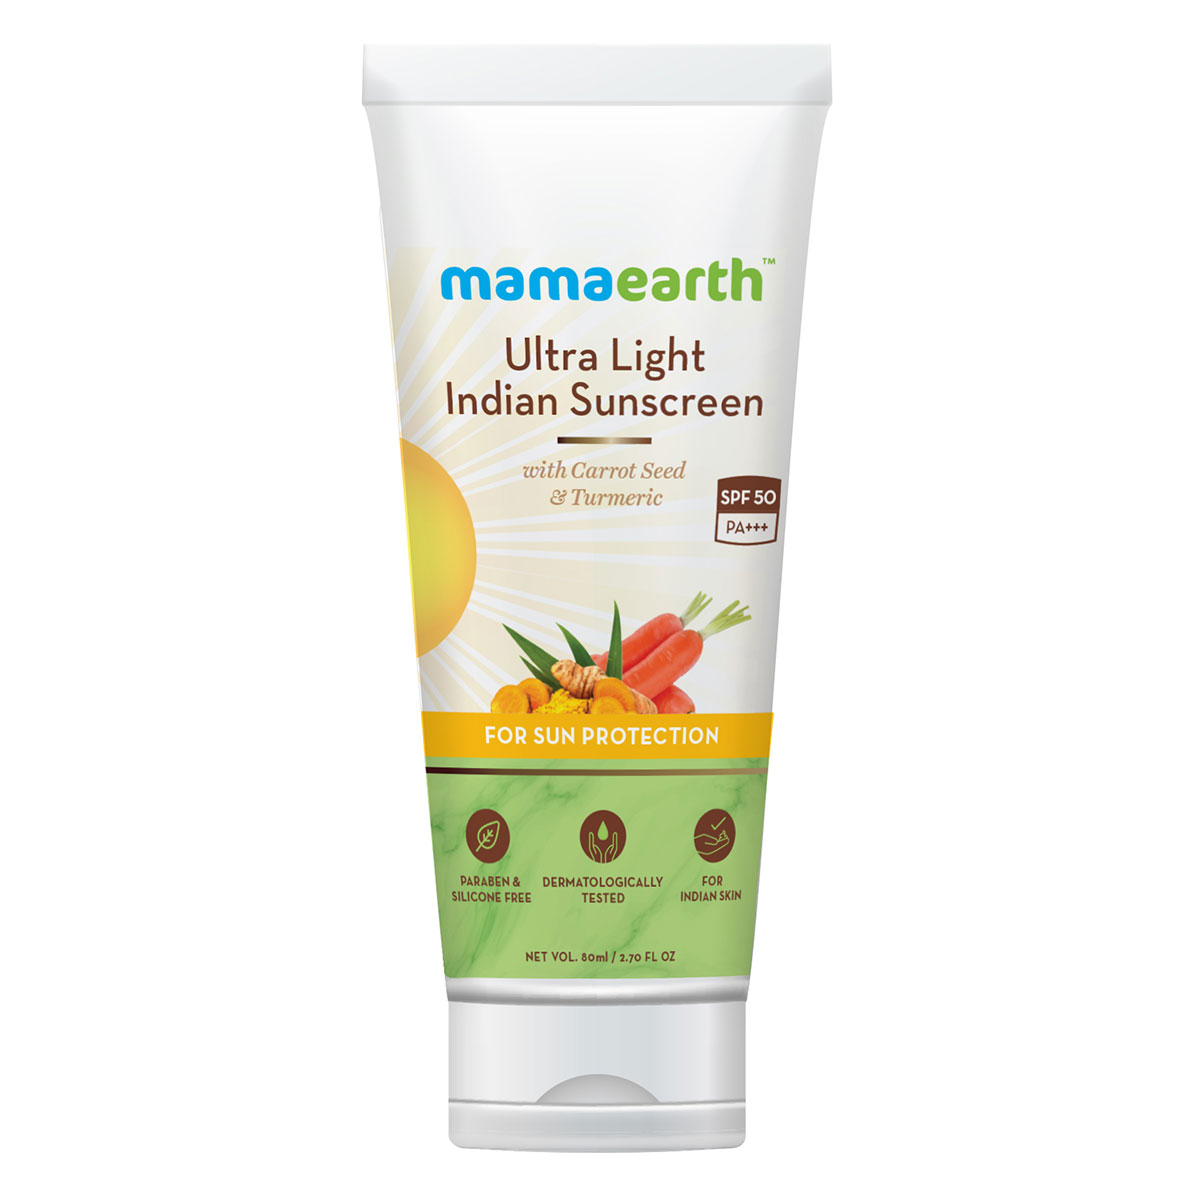 mamaearth™
Ultra Light
Indian Sunscreen
with Carrot Seed
& Turmeric
SPF 50
PA+++
FOR SUN PROTECTION
PARABEN &
SILICONE FREE
DERMATOLOGICALLY
TESTED
FOR
INDIAN SKIN
NET VOL. 80ml / 2.70 FL OZ